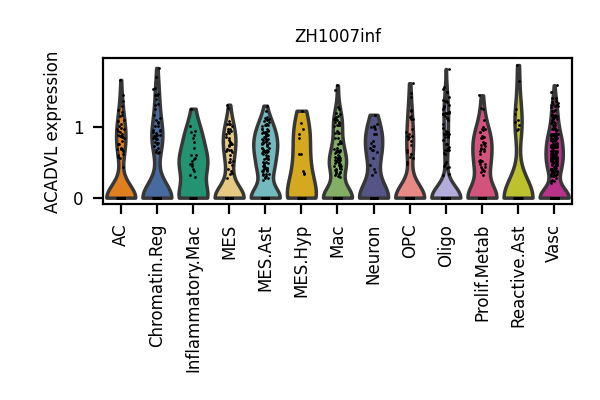 ZH1007inf
ACADVL expression
1
0
AC
Chromatin.Reg
Inflammatory.Mac
MES
MES.Ast
MES.Hyp
Mac
Neuron
OPC
Oligo
Prolif.Metab
Reactive.Ast
Vasc